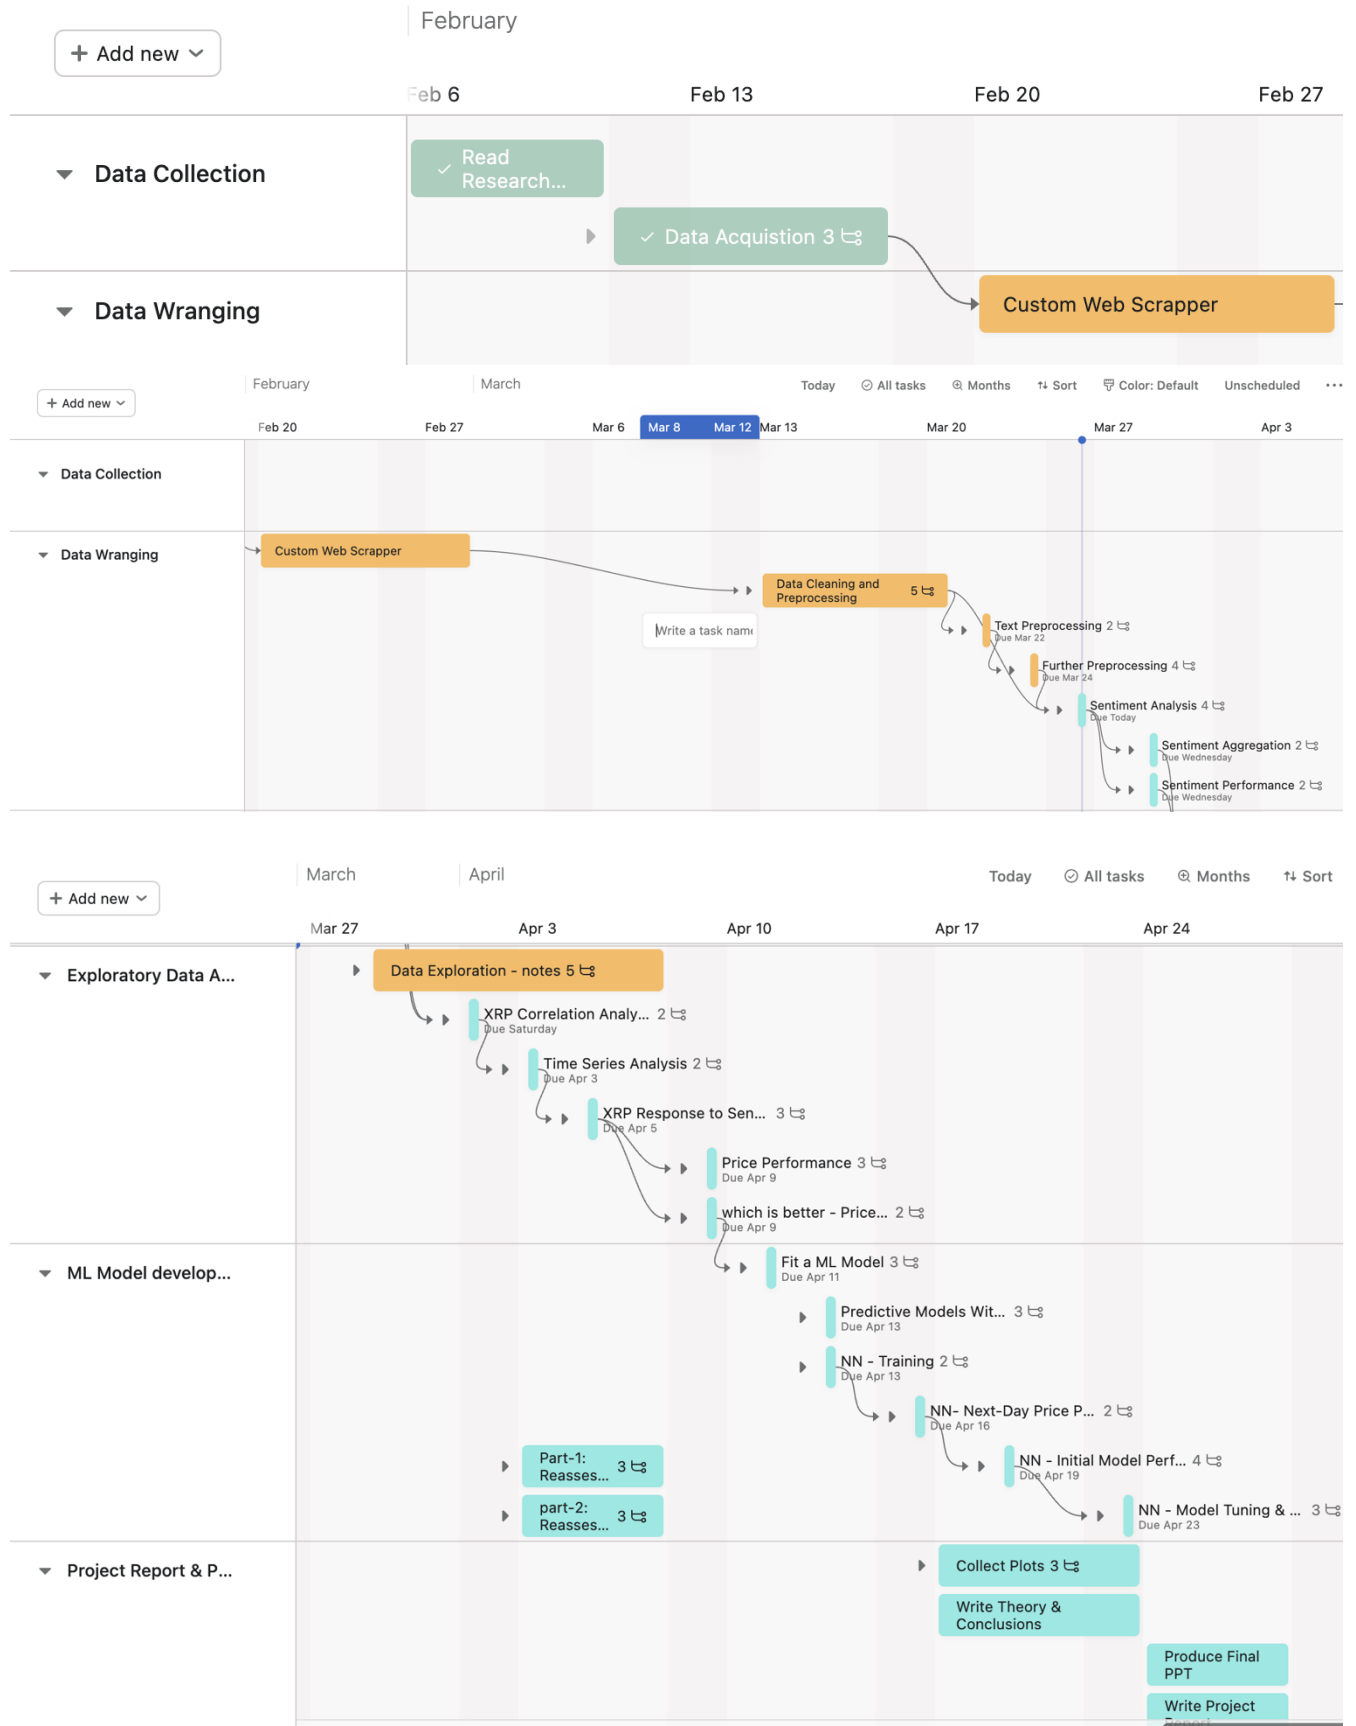 February
+ Add new
Feb 6 Feb 13 Feb 20 Feb 27
Data Collection
Read
Research...
Data Acquistion 3
Data Wranging
Custom Web Scrapper
February March Today All tasks Months Sort Color: Default Unscheduled ...
+ Add new
Feb 20 Feb 27 Mar 6 Mar 8 Mar 12 Mar 13 Mar 20 Mar 27 Apr 3
Data Collection
Data Wranging
Custom Web Scrapper
Data Cleaning and
Preprocessing 5
Write a task name
Text Preprocessing 2
Due Mar 22
Further Preprocessing 4
Due Mar 24
Sentiment Analysis 4
Due Today
Sentiment Aggregation 2
Due Wednesday
Sentiment Performance 2
Due Wednesday
March April Today All tasks Months Sort
+ Add new
Mar 27 Apr 3 Apr 10 Apr 17 Apr 24
Exploratory Data A...
Data Exploration - notes 5
XRP Correlation Analy... 2
Due Saturday
Time Series Analysis 2
Due Apr 3
XRP Response to Sen... 3
Due Apr 5
Price Performance 3
Due Apr 9
which is better - Price... 2
Due Apr 9
ML Model develop...
Fit a ML Model 3
Due Apr 11
Predictive Models Wit... 3
Due Apr 13
NN - Training 2
Due Apr 13
NN- Next-Day Price P... 2
Due Apr 16
Part-1:
Reasses... 3
NN - Initial Model Perf... 4
Due Apr 19
part-2:
Reasses... 3
NN - Model Tuning & ... 3
Due Apr 23
Project Report & P...
Collect Plots 3
Write Theory &
Conclusions
Produce Final
PPT
Write Project